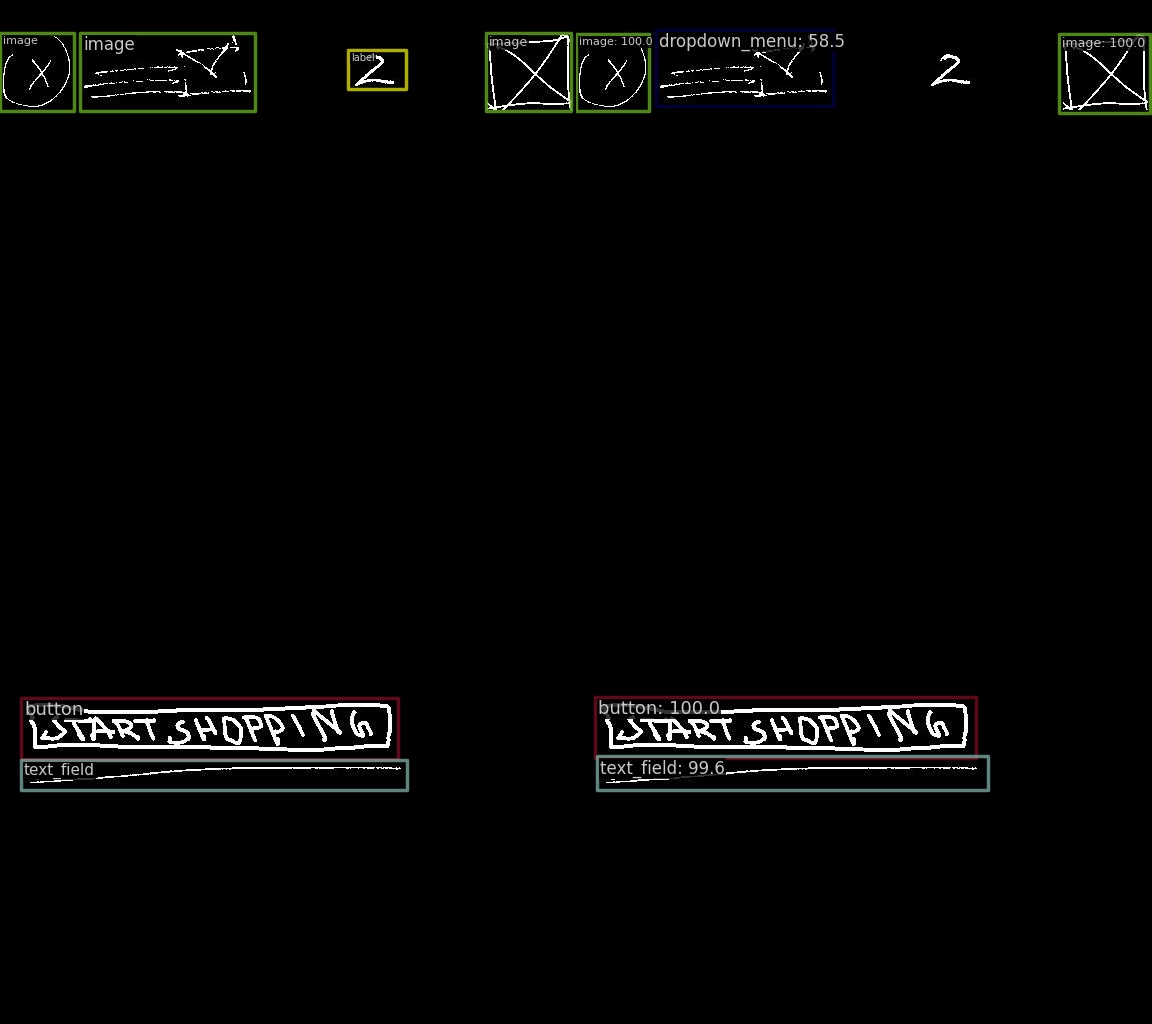 image image image image: 100.0 dropdown_menu: 58.5 image: 100.0
label
2 2
button button: 100.0
START SHOPPING START SHOPPING
text_field text_field: 99.6